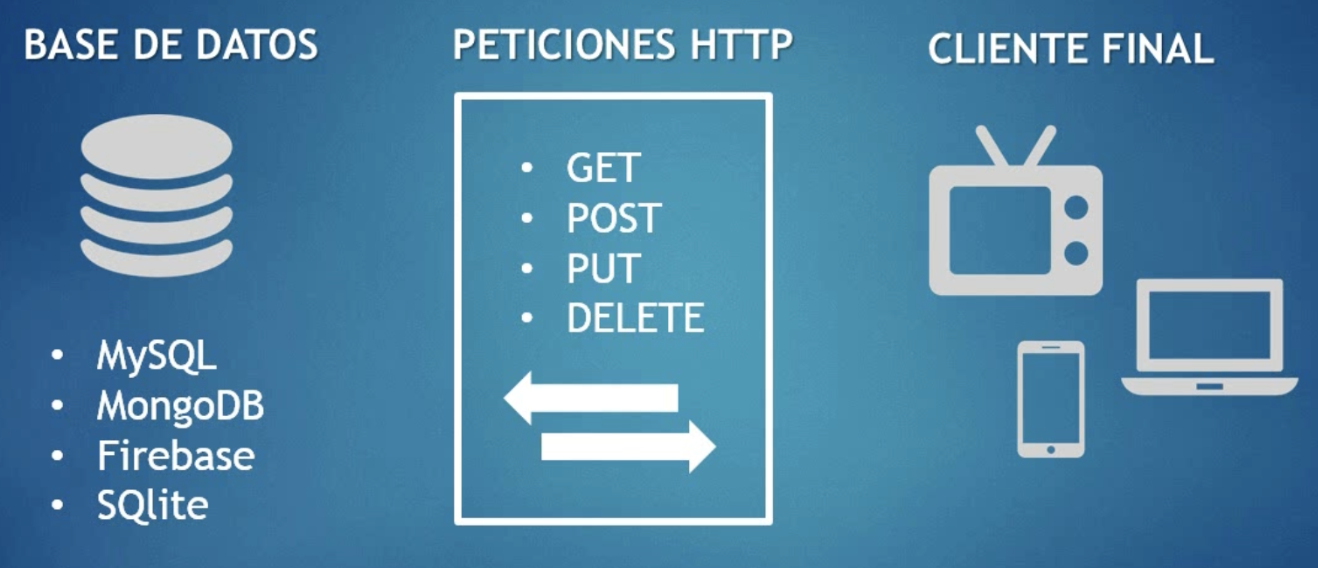 BASE DE DATOS
• MySQL
• MongoDB
• Firebase
• SQlite
PETICIONES HTTP
• GET
• POST
• PUT
• DELETE
CLIENTE FINAL